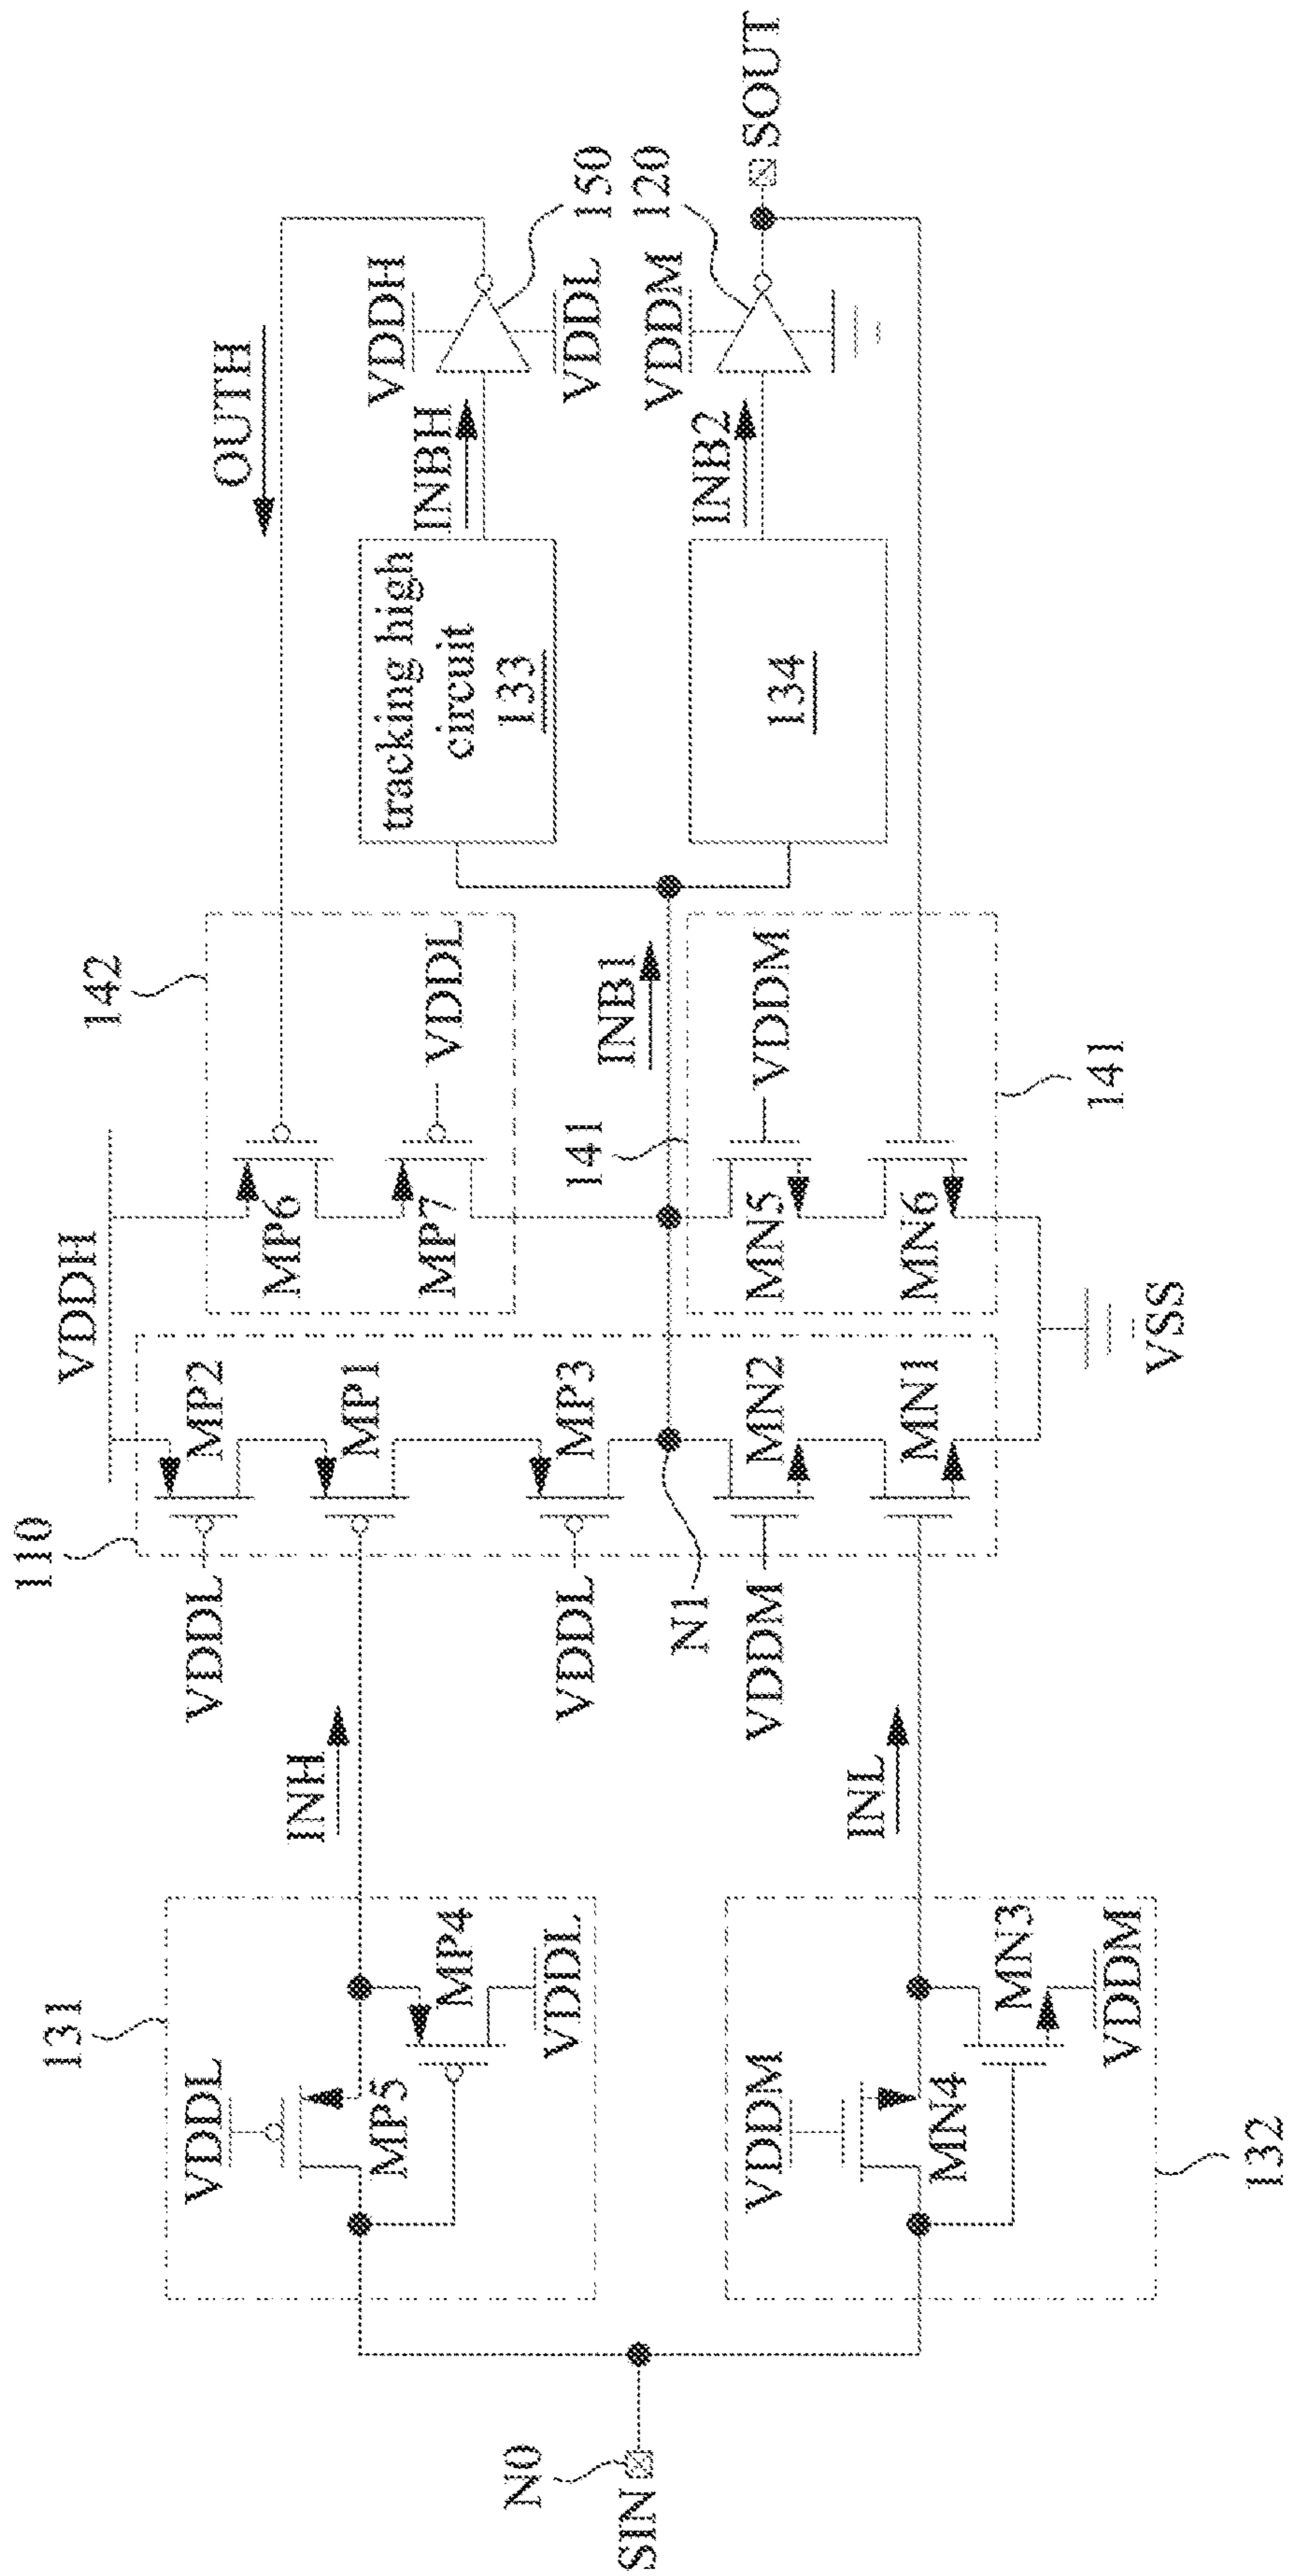 VDDH
110
142
VDDL
MP2
MP6
OUTH
131
VDDL
INH
MP1
MP7
VDDL
tracking high
circuit
133
INBH
VDDH
VDDL
150
MP5
MP4
VDDL
VDDL
MP3
N0
SIN
N1
INB1
141
VDDM
120
SOUT
VDDM
VDDM
MN2
MN5
VDDM
134
INB2
MN4
MN3
VDDM
INL
MN1
MN6
132
VSS
141